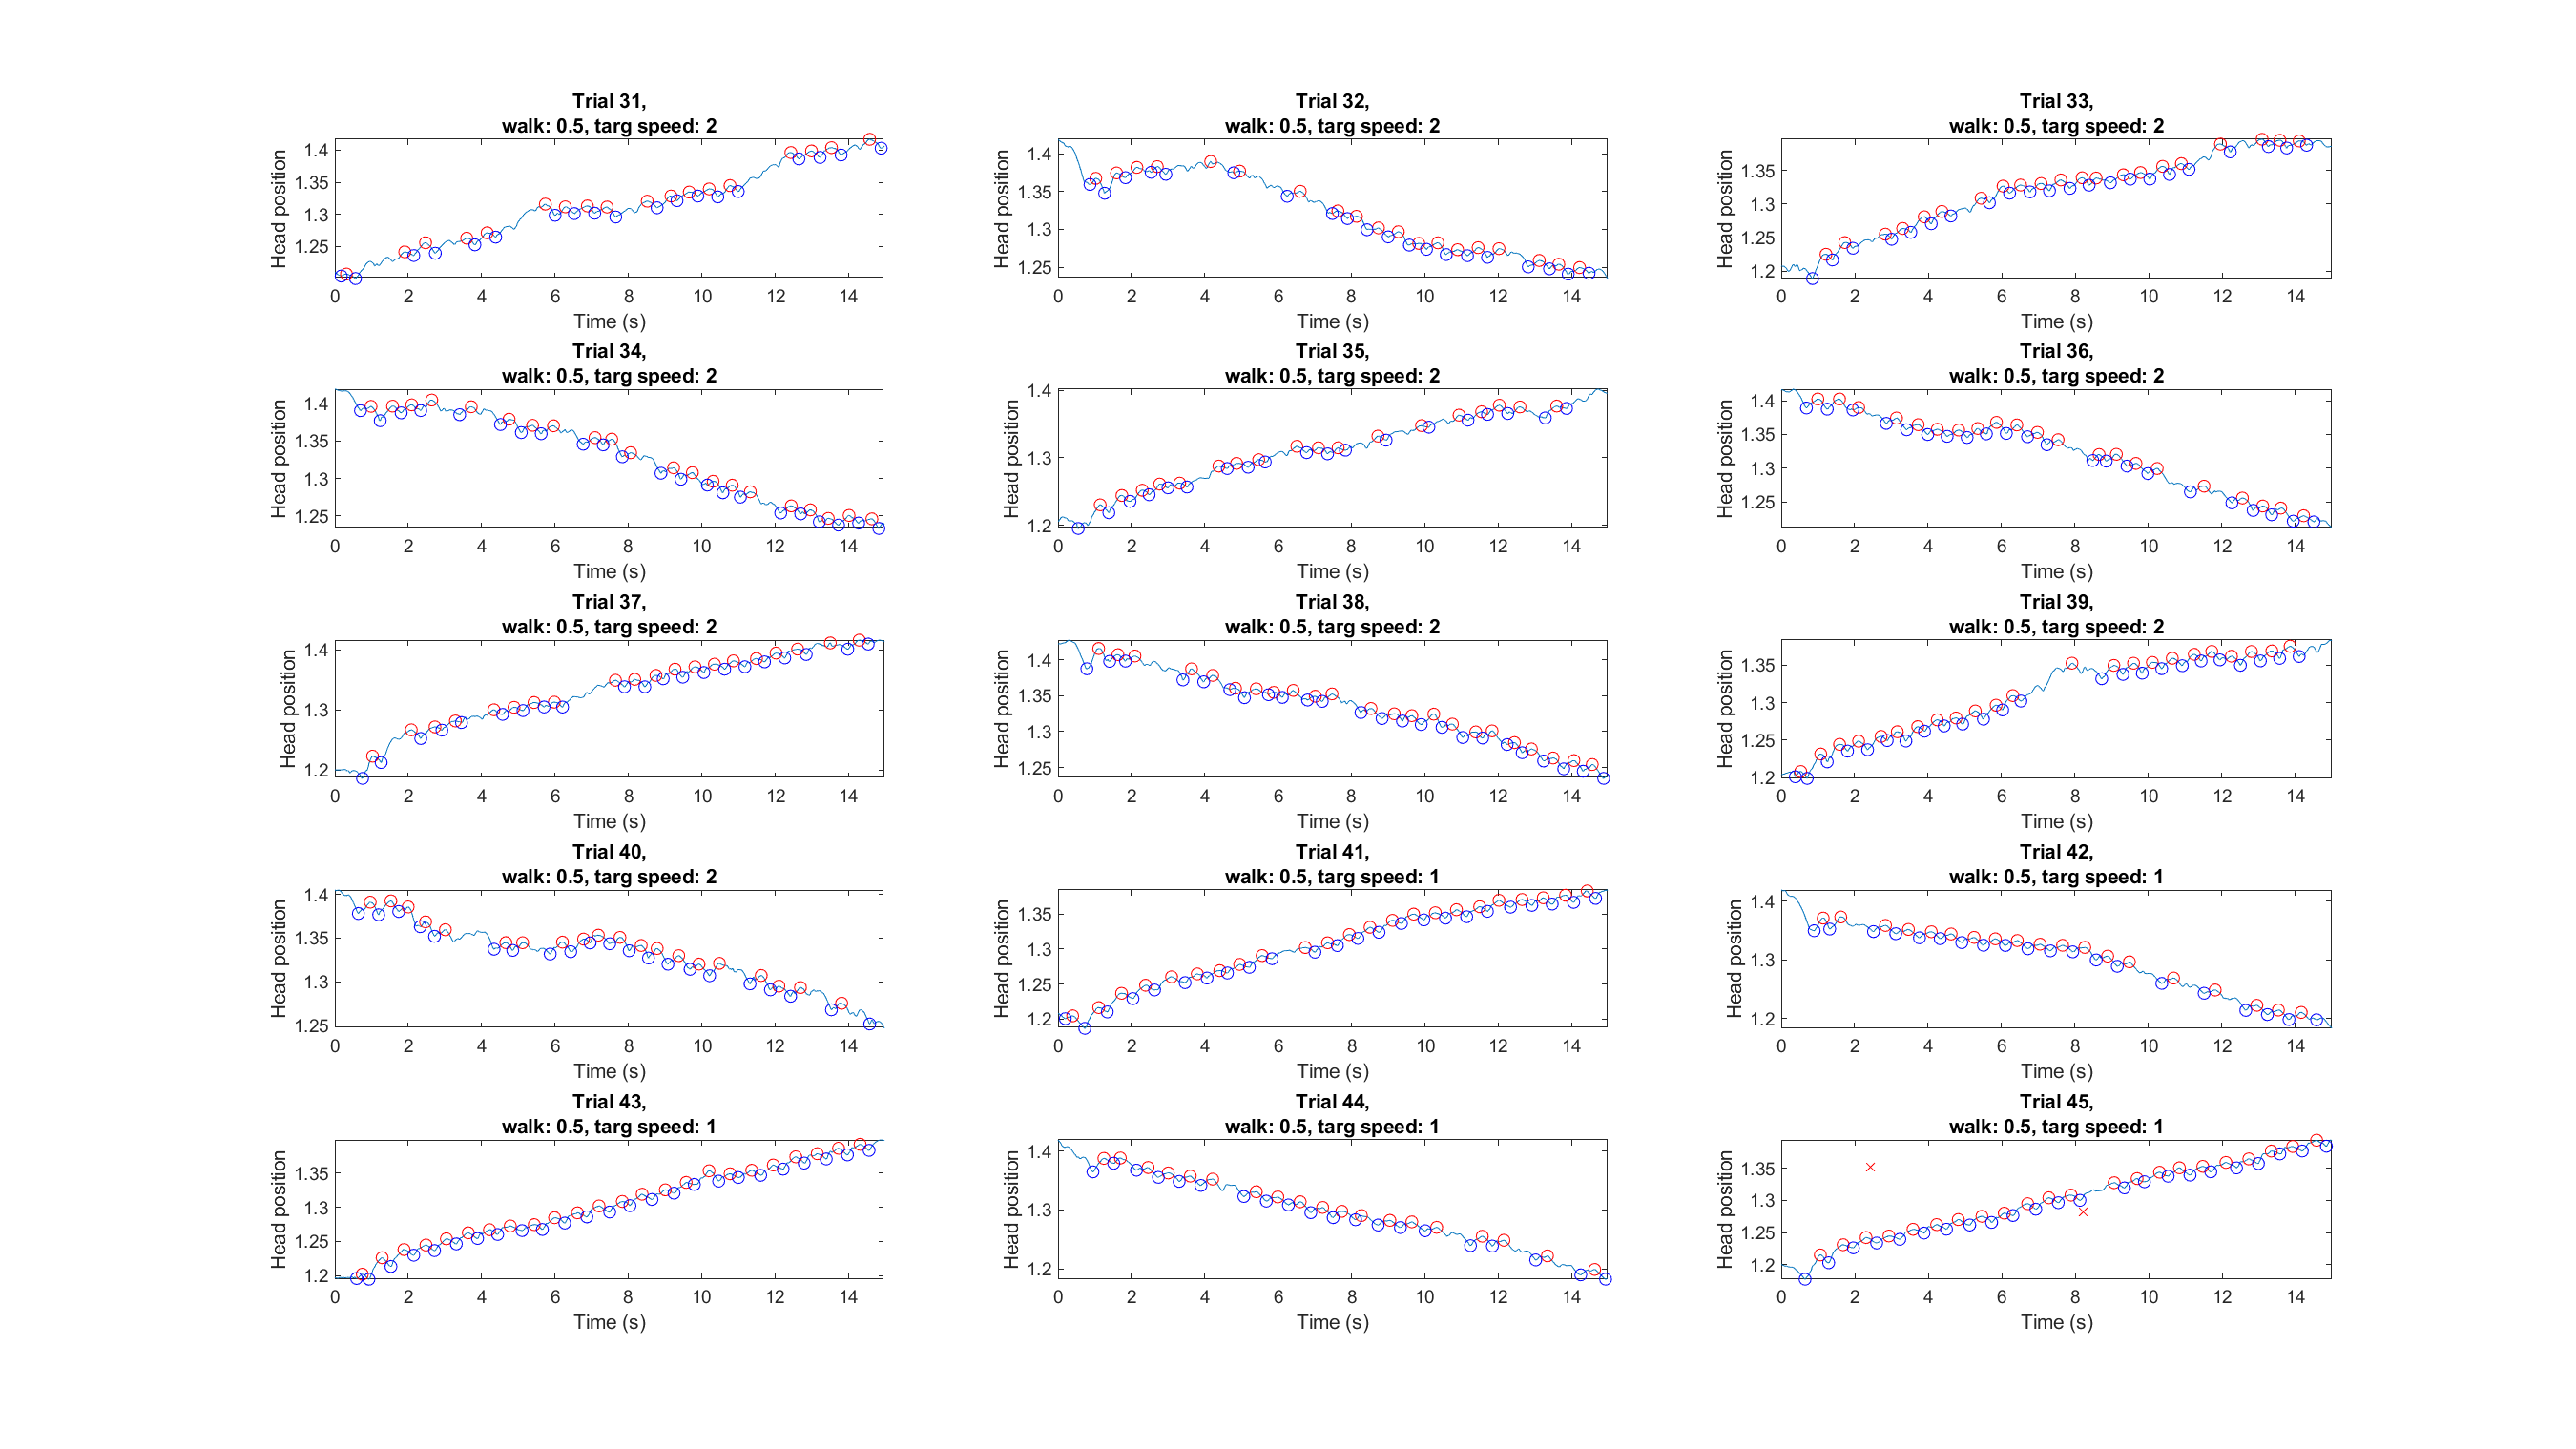 Trial 31,
walk: 0.5, targ speed: 2
Head position
1.4
1.35
1.3
1.25
0 2 4 6 8 10 12 14
Time (s)
Trial 32,
walk: 0.5, targ speed: 2
Head position
1.4
1.35
1.3
1.25
0 2 4 6 8 10 12 14
Time (s)
Trial 33,
walk: 0.5, targ speed: 2
Head position
1.35
1.3
1.25
1.2
0 2 4 6 8 10 12 14
Time (s)
Trial 34,
walk: 0.5, targ speed: 2
Head position
1.4
1.35
1.3
1.25
0 2 4 6 8 10 12 14
Time (s)
Trial 35,
walk: 0.5, targ speed: 2
Head position
1.4
1.3
1.2
0 2 4 6 8 10 12 14
Time (s)
Trial 36,
walk: 0.5, targ speed: 2
Head position
1.4
1.35
1.3
1.25
0 2 4 6 8 10 12 14
Time (s)
Trial 37,
walk: 0.5, targ speed: 2
Head position
1.4
1.3
1.2
0 2 4 6 8 10 12 14
Time (s)
Trial 38,
walk: 0.5, targ speed: 2
Head position
1.4
1.35
1.3
1.25
0 2 4 6 8 10 12 14
Time (s)
Trial 39,
walk: 0.5, targ speed: 2
Head position
1.35
1.3
1.25
1.2
0 2 4 6 8 10 12 14
Time (s)
Trial 40,
walk: 0.5, targ speed: 2
Head position
1.4
1.35
1.3
1.25
0 2 4 6 8 10 12 14
Time (s)
Trial 41,
walk: 0.5, targ speed: 1
Head position
1.35
1.3
1.25
1.2
0 2 4 6 8 10 12 14
Time (s)
Trial 42,
walk: 0.5, targ speed: 1
Head position
1.4
1.3
1.2
0 2 4 6 8 10 12 14
Time (s)
Trial 43,
walk: 0.5, targ speed: 1
Head position
1.35
1.3
1.25
1.2
0 2 4 6 8 10 12 14
Time (s)
Trial 44,
walk: 0.5, targ speed: 1
Head position
1.4
1.3
1.2
0 2 4 6 8 10 12 14
Time (s)
Trial 45,
walk: 0.5, targ speed: 1
Head position
1.35
1.3
1.25
1.2
0 2 4 6 8 10 12 14
Time (s)